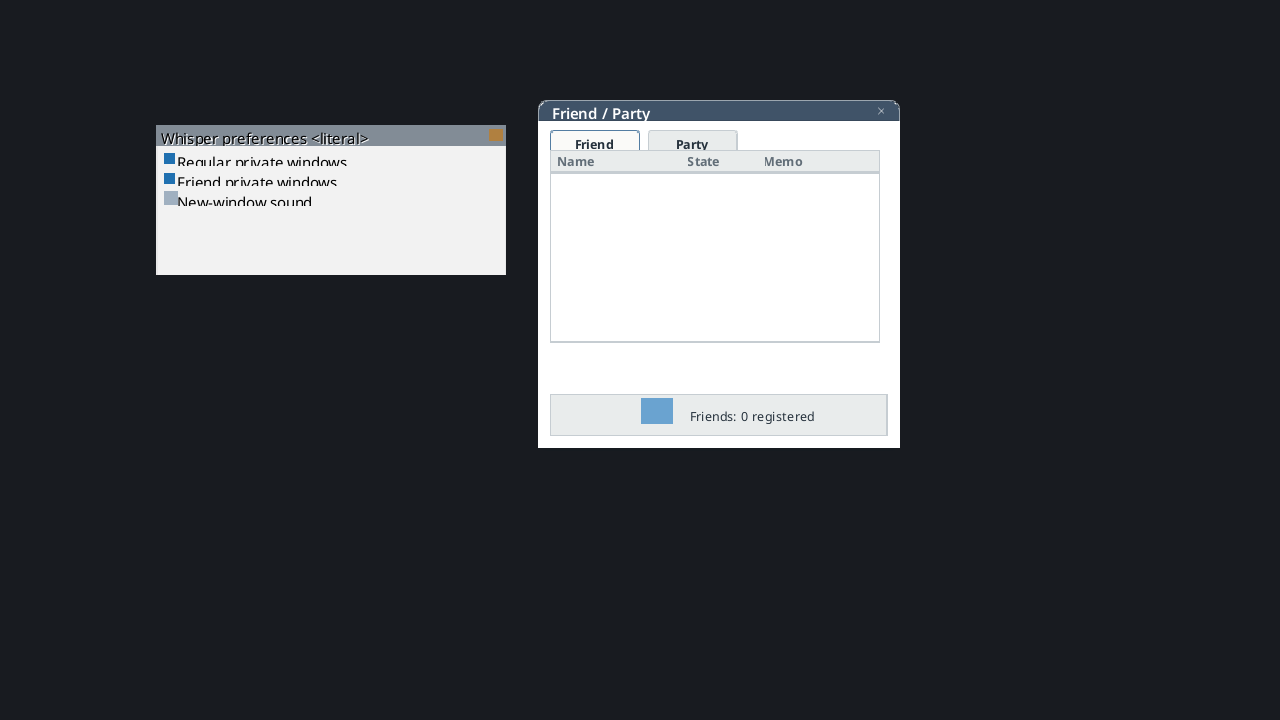 Whisper preferences <literal>
Regular private windows
Friend private windows
New-window sound
Friend / Party
×
Friend Party
Name State Memo
Friends: 0 registered